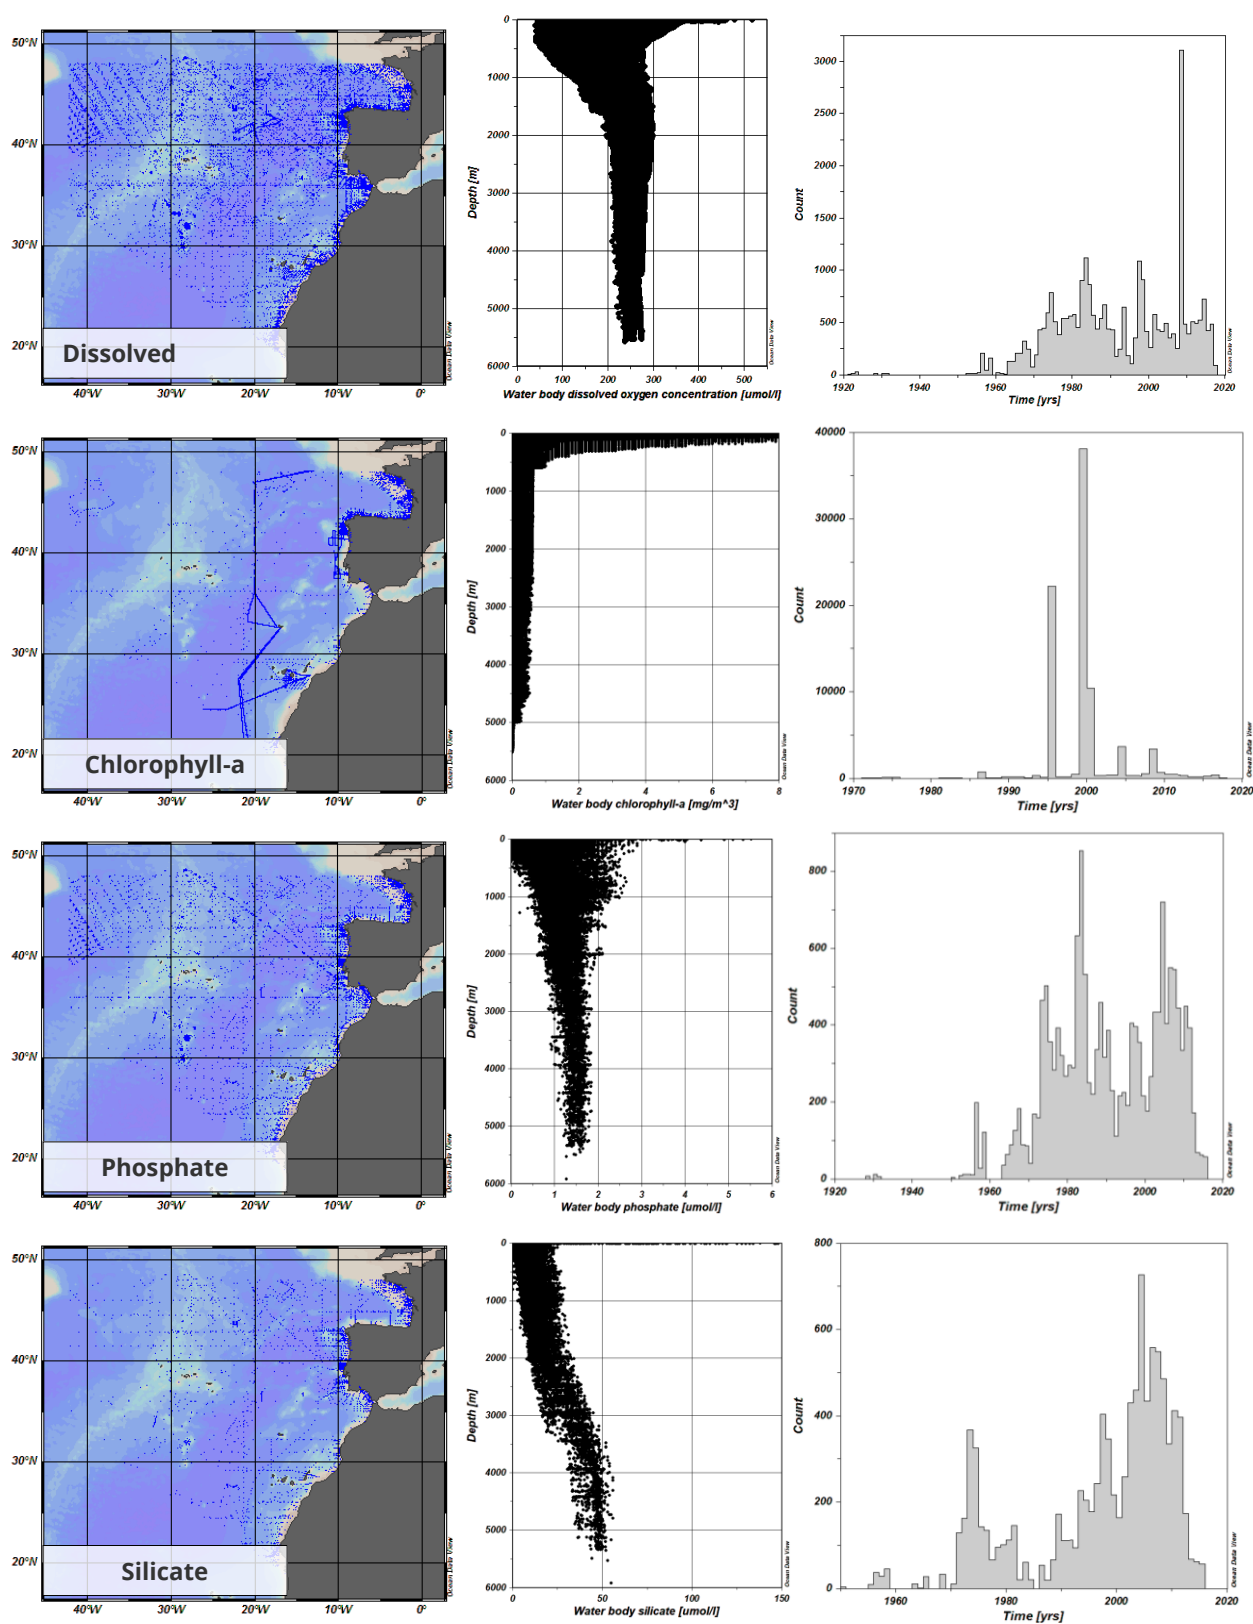 50°N
40°N
30°N
20°N
40°W
30°W
20°W
10°W
0°
Dissolved
Ocean Data View
0
1000
2000
3000
4000
5000
6000
Depth [m]
0
100
200
300
400
500
Water body dissolved oxygen concentration [umol/l]
Ocean Data View
3000
2500
2000
1500
1000
500
0
Count
1920
1940
1960
1980
2000
2020
Time [yrs]
Ocean Data View
50°N
40°N
30°N
20°N
40°W
30°W
20°W
10°W
0°
Chlorophyll-a
Ocean Data View
0
1000
2000
3000
4000
5000
6000
Depth [m]
0
2
4
6
8
Water body chlorophyll-a [mg/m^3]
Ocean Data View
40000
30000
20000
10000
0
Count
1970
1980
1990
2000
2010
2020
Time [yrs]
Ocean Data View
50°N
40°N
30°N
20°N
40°W
30°W
20°W
10°W
0°
Phosphate
Ocean Data View
0
1000
2000
3000
4000
5000
6000
Depth [m]
0
1
2
3
4
5
6
Water body phosphate [umol/l]
Ocean Data View
800
600
400
200
0
Count
1920
1940
1960
1980
2000
2020
Time [yrs]
Ocean Data View
50°N
40°N
30°N
20°N
40°W
30°W
20°W
10°W
0°
Silicate
Ocean Data View
0
1000
2000
3000
4000
5000
6000
Depth [m]
0
50
100
150
Water body silicate [umol/l]
Ocean Data View
800
600
400
200
0
Count
1960
1980
2000
2020
Time [yrs]
Ocean Data View